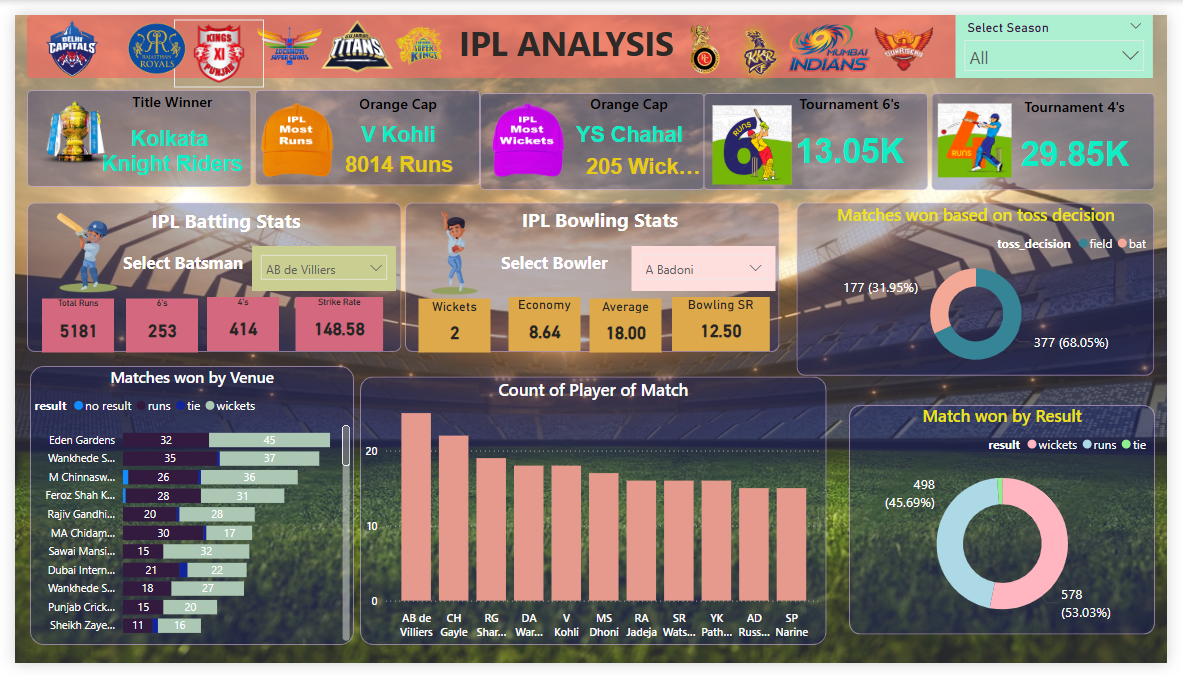 DELHI
CAPITALS
RAJASTHAN
ROYALS
KINGS
XI
PUNJAB
LUCKNOW
SUPER GIANTS
GUJARAT
TITANS
CHENNAI
SUPER
KINGS
IPL ANALYSIS
KKR
MUMBAI
INDIANS
SUNRISERS
Select Season
All
Title Winner
Kolkata
Knight Riders
IPL
Most
Runs
Orange Cap
V Kohli
8014 Runs
IPL
Most
Wickets
Orange Cap
YS Chahal
205 Wick...
RUNS
6
Tournament 6's
13.05K
4
RUNS
Tournament 4's
29.85K
IPL Batting Stats
Select Batsman
AB de Villiers
Total Runs
5181
6's
253
4's
414
Strike Rate
148.58
IPL Bowling Stats
Select Bowler
A Badoni
Wickets
2
Economy
8.64
Average
18.00
Bowling SR
12.50
Matches won based on toss decision
toss_decision field bat
177 (31.95%)
377 (68.05%)
Matches won by Venue
result no result runs tie wickets
Eden Gardens 32 45
Wankhede S... 35 37
M Chinnasw... 26 36
Feroz Shah K... 28 31
Rajiv Gandhi... 20 28
MA Chidam... 30 17
Sawai Mansi... 15 32
Dubai Intern... 21 22
Wankhede S... 18 27
Punjab Crick... 15 20
Sheikh Zaye... 11 16
Count of Player of Match
20
10
0
AB de
Villiers
CH
Gayle
RG
Shar...
DA
War...
V
Kohli
MS
Dhoni
RA
Jadeja
SR
Wats...
YK
Path...
AD
Russ...
SP
Narine
Match won by Result
result wickets runs tie
498
(45.69%)
578
(53.03%)